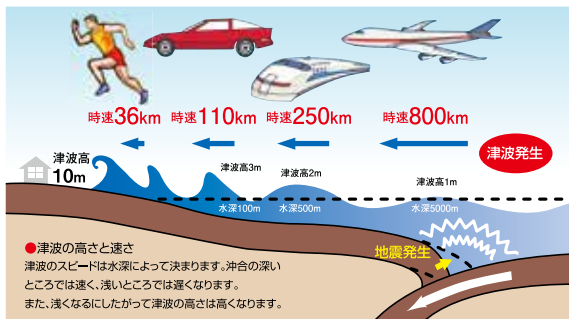 時速36km 時速110km 時速250km 時速800km
津波発生
津波高
10m
津波高3m
津波高2m
津波高1m
水深100m
水深500m
水深5000m
地震発生
●津波の高さと速さ
津波のスピードは水深によって決まります。沖合の深い
ところでは速く、浅いところでは遅くなります。
また、浅くなるにしたがって津波の高さは高くなります。